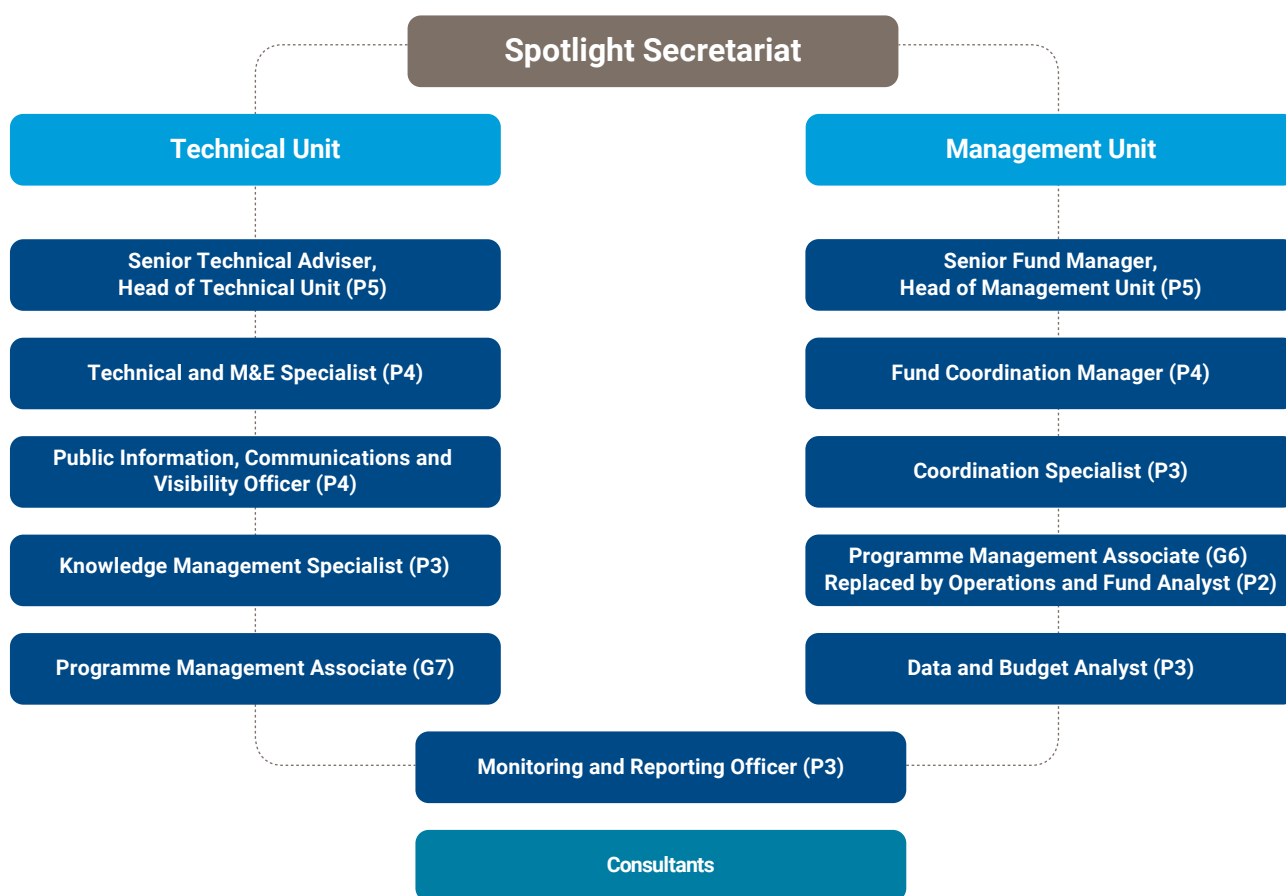 Spotlight Secretariat
Technical Unit
Senior Technical Adviser,
Head of Technical Unit (P5)
Technical and M&E Specialist (P4)
Public Information, Communications and
Visibility Officer (P4)
Knowledge Management Specialist (P3)
Programme Management Associate (G7)
Management Unit
Senior Fund Manager,
Head of Management Unit (P5)
Fund Coordination Manager (P4)
Coordination Specialist (P3)
Programme Management Associate (G6)
Replaced by Operations and Fund Analyst (P2)
Data and Budget Analyst (P3)
Monitoring and Reporting Officer (P3)
Consultants